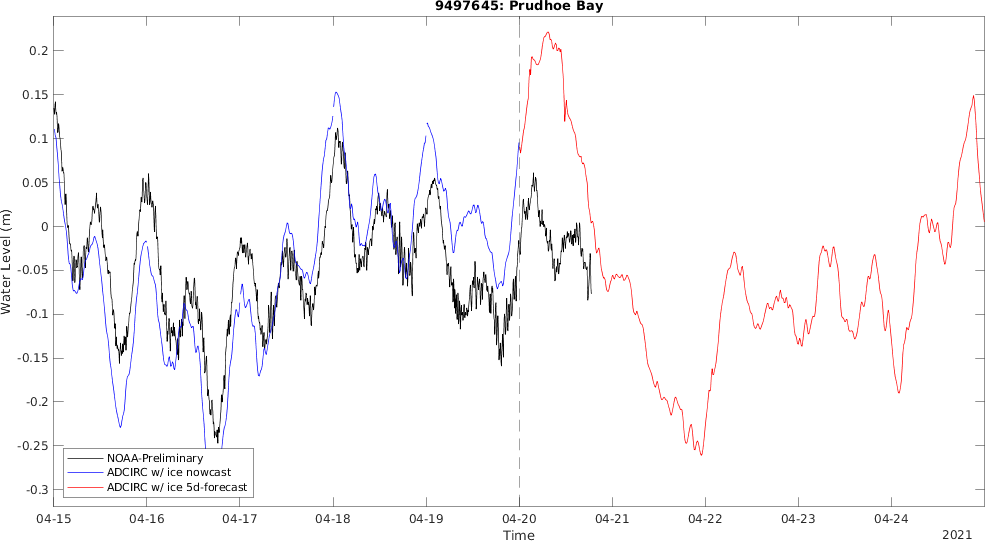 9497645: Prudhoe Bay
Water Level (m)
0.2
0.15
0.1
0.05
0
-0.05
-0.1
-0.15
-0.2
-0.25
-0.3
NOAA-Preliminary
ADCIRC w/ ice nowcast
ADCIRC w/ ice 5d-forecast
04-15 04-16 04-17 04-18 04-19 04-20 04-21 04-22 04-23 04-24
Time
2021